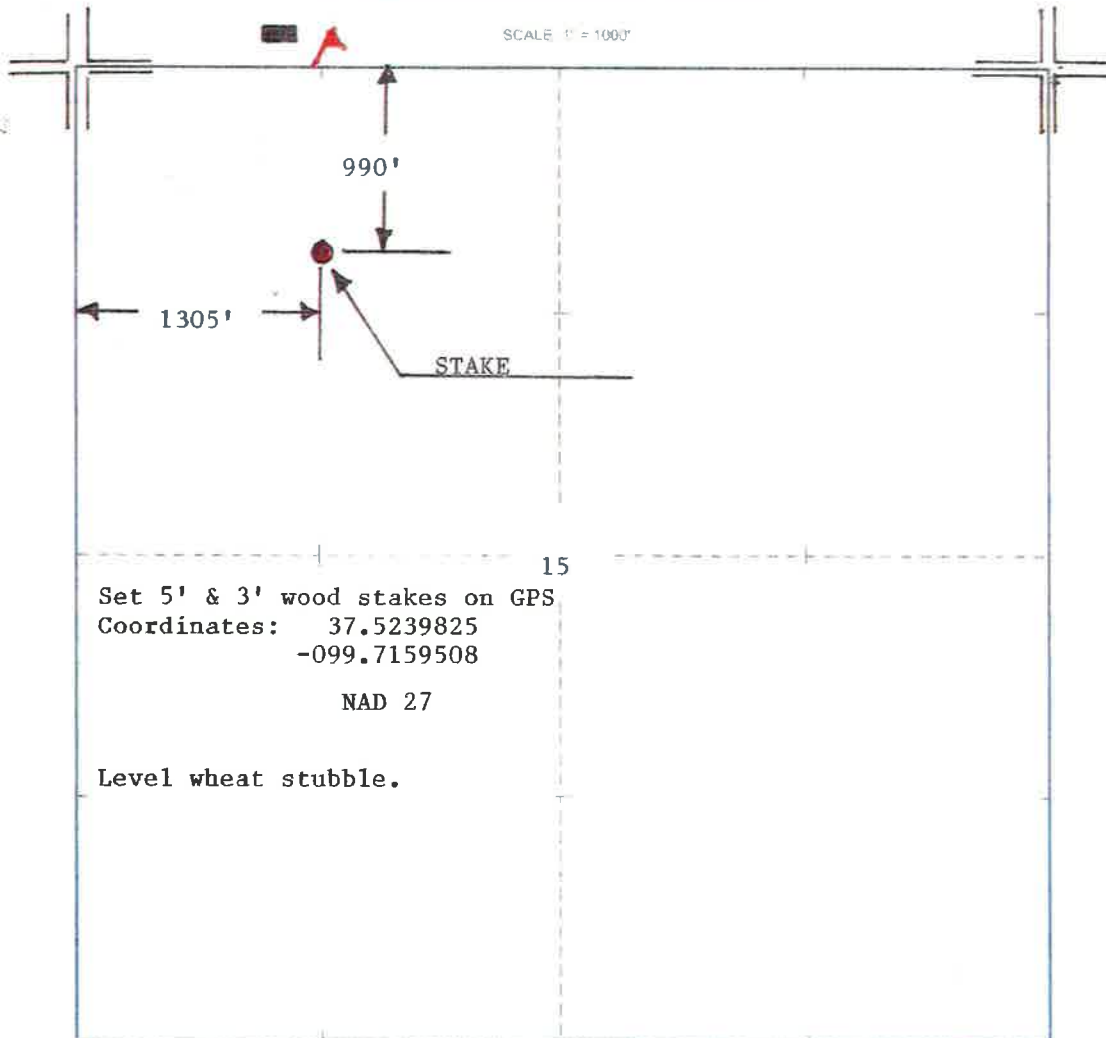 SCALE 1" = 1000'
990'
1305'
STAKE
15
Set 5' & 3' wood stakes on GPS
Coordinates: 37.5239825
-099.7159508
NAD 27
Level wheat stubble.